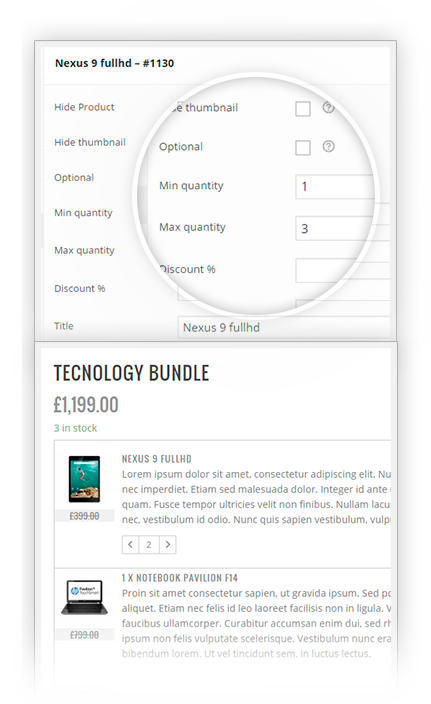 Nexus 9 fullhd – #1130
Hide Product
Hide thumbnail
Optional
Min quantity
Max quantity
Discount %
Title
Nexus 9 fullhd
thumbnail
Optional
Min quantity
1
Max quantity
3
Discount %
TECNOLOGY BUNDLE
£1,199.00
3 in stock
NEXUS 9 FULLHD
Lorem ipsum dolor sit amet, consectetur adipiscing elit. Nu
nec imperdiet. Etiam sed malesuada dolor. Integer id ante
quam. Fusce tempor ultricies velit non finibus. Nullam lacus
nec, vestibulum id odio. Nunc quis sapien vestibulum, vulp
£399.00
2
1 X NOTEBOOK PAVILION F14
Proin sit amet consectetur sapien, ut gravida ipsum. Sed po
aliquet. Etiam nec felis id leo laoreet facilisis non in ligula. V
faucibus ullamcorper. Curabitur accumsan enim dui, sed rh
ipsum non felis vulputate scelerisque. Vestibulum nunc era
bibendum lorem. Ut vel tincidunt sem, in luctus lectus.
£799.00